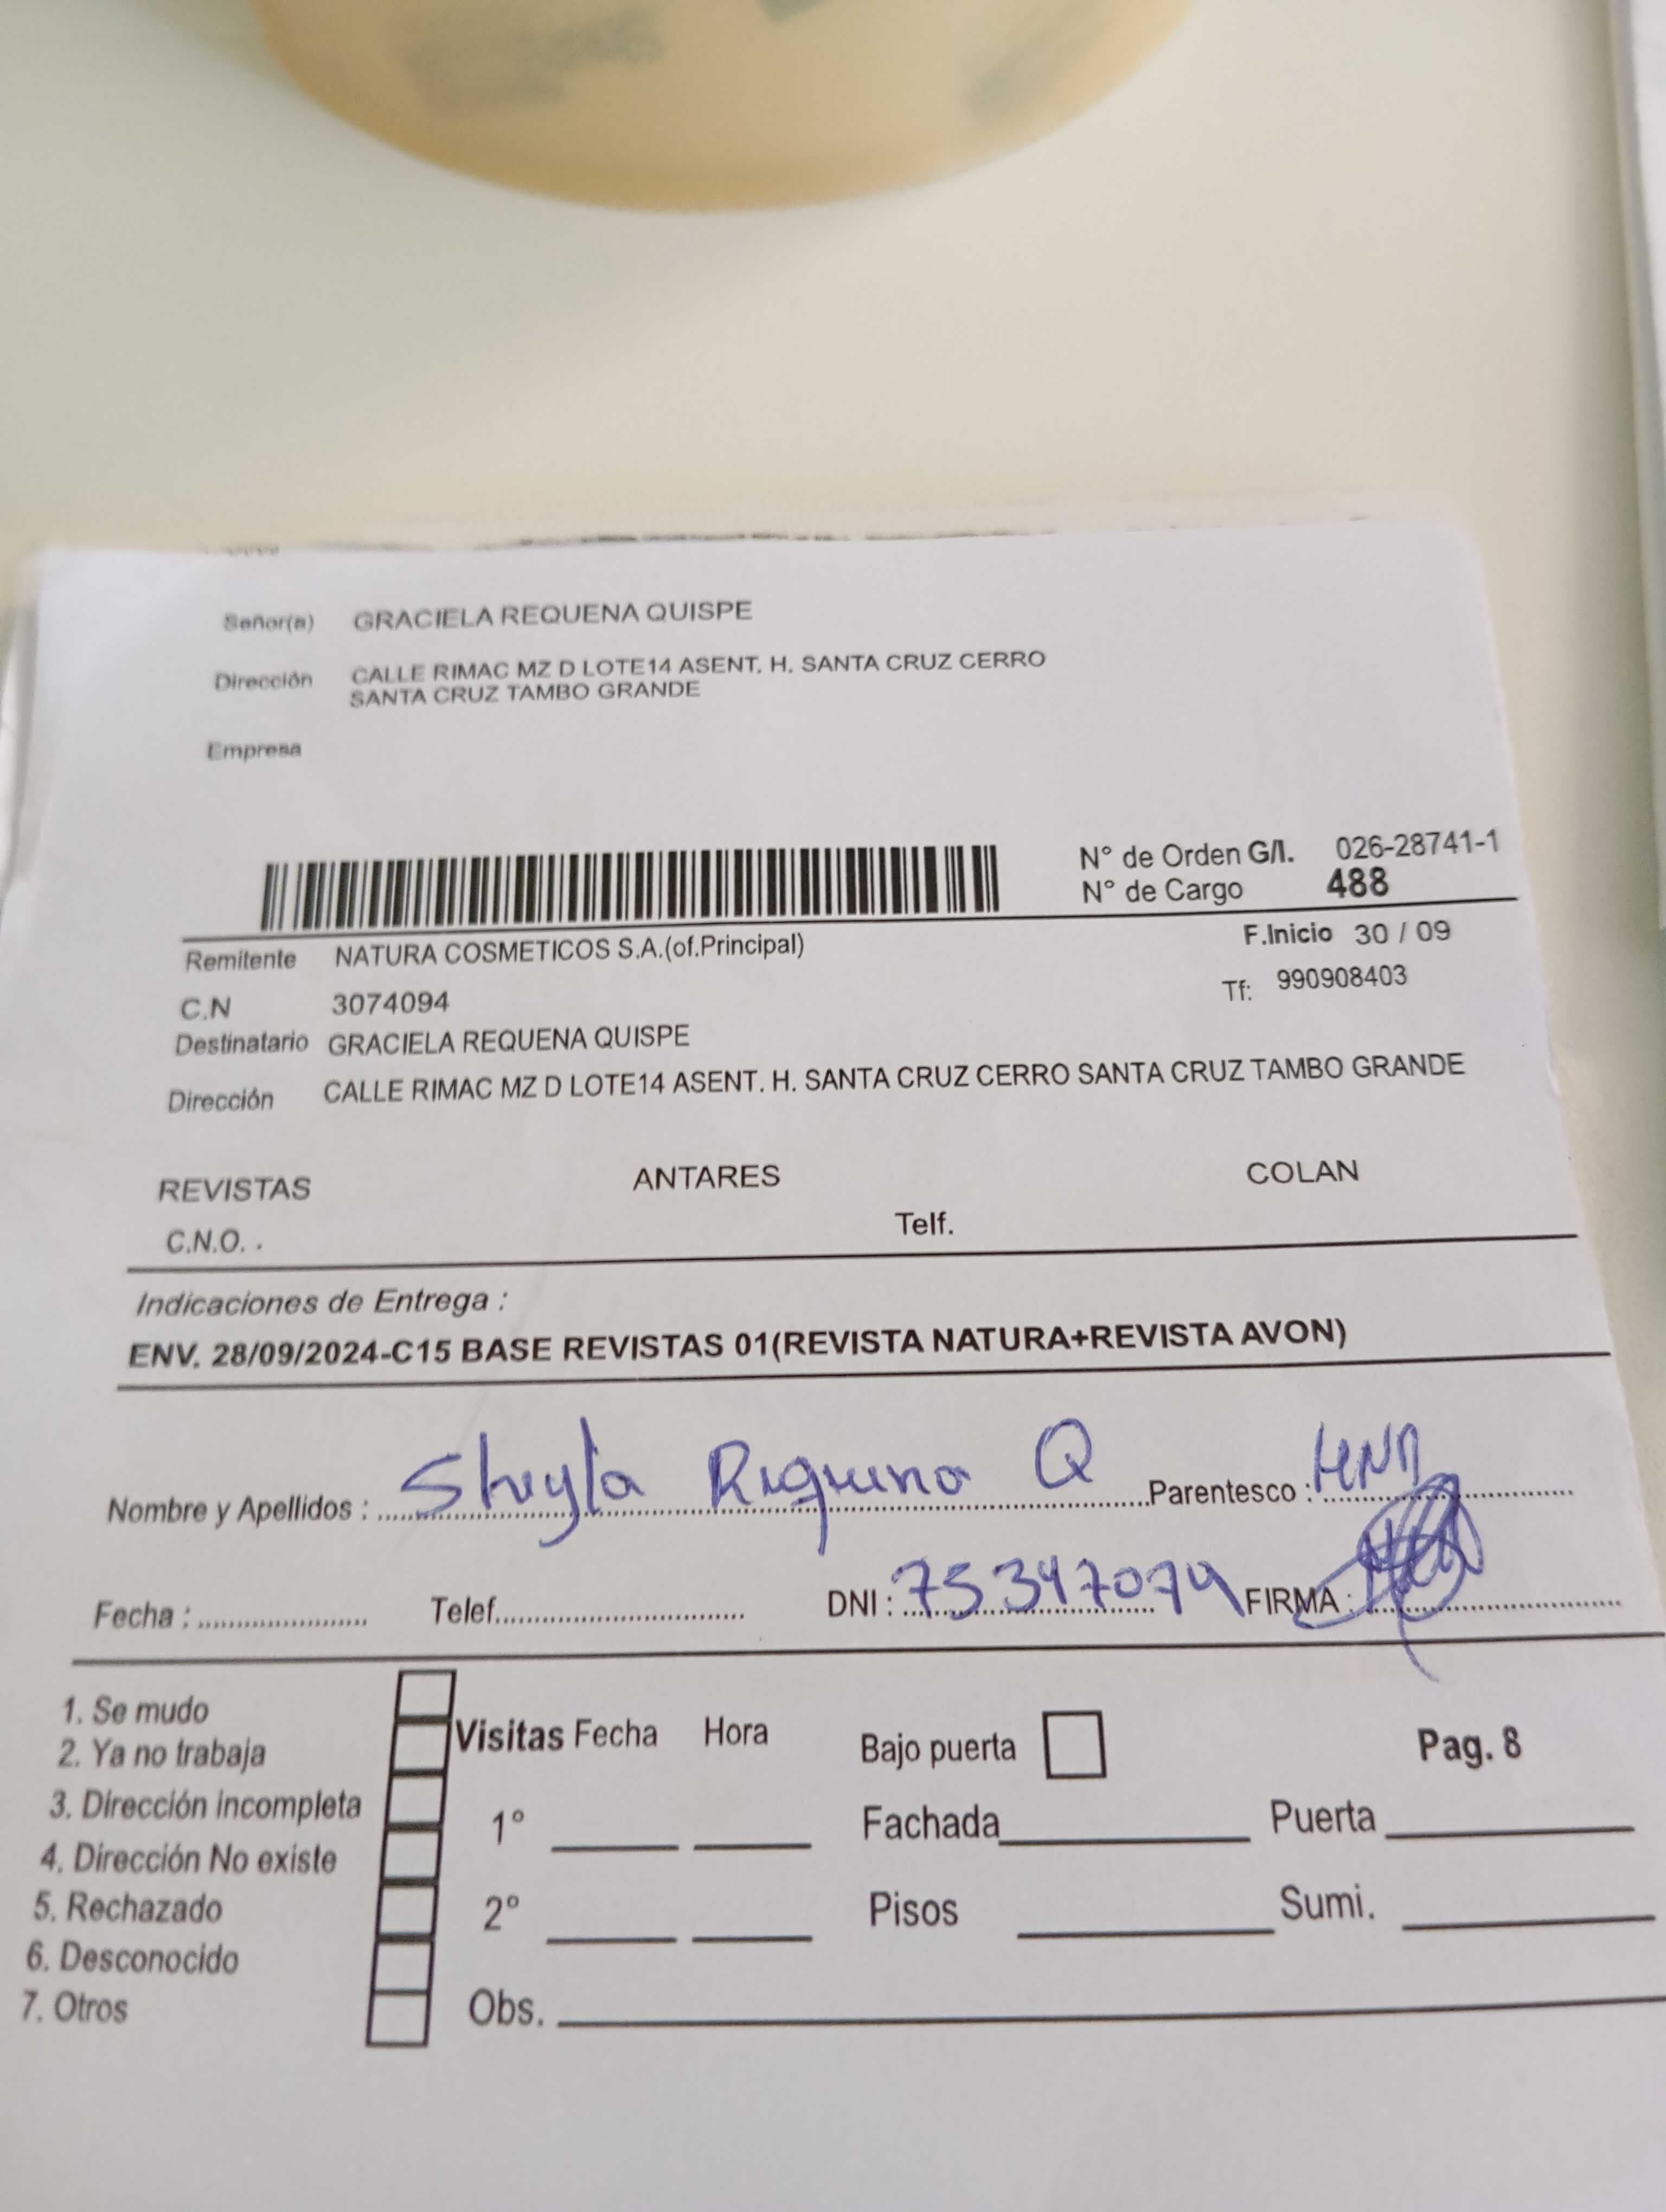 Señor(a) GRACIELA REQUENA QUISPE
Dirección CALLE RIMAC MZ D LOTE14 ASENT. H. SANTA CRUZ CERRO
SANTA CRUZ TAMBO GRANDE
Empresa
N° de Orden G/I. 026-28741-1
N° de Cargo 488
Remitente NATURA COSMETICOS S.A.(of.Principal) F.Inicio 30 / 09
C.N 3074094 Tf: 990908403
Destinatario GRACIELA REQUENA QUISPE
Dirección CALLE RIMAC MZ D LOTE14 ASENT. H. SANTA CRUZ CERRO SANTA CRUZ TAMBO GRANDE
REVISTAS ANTARES COLAN
C.N.O. . Telf.
Indicaciones de Entrega :
ENV. 28/09/2024-C15 BASE REVISTAS 01(REVISTA NATURA+REVISTA AVON)
Nombre y Apellidos : Sheyla Requena Q Parentesco : HNA
Fecha : Telef. DNI : 75347074 FIRMA :
1. Se mudo
2. Ya no trabaja
3. Dirección incompleta
4. Dirección No existe
5. Rechazado
6. Desconocido
7. Otros
Visitas Fecha Hora Bajo puerta Pag. 8
1° Fachada Puerta
2° Pisos Sumi.
Obs.